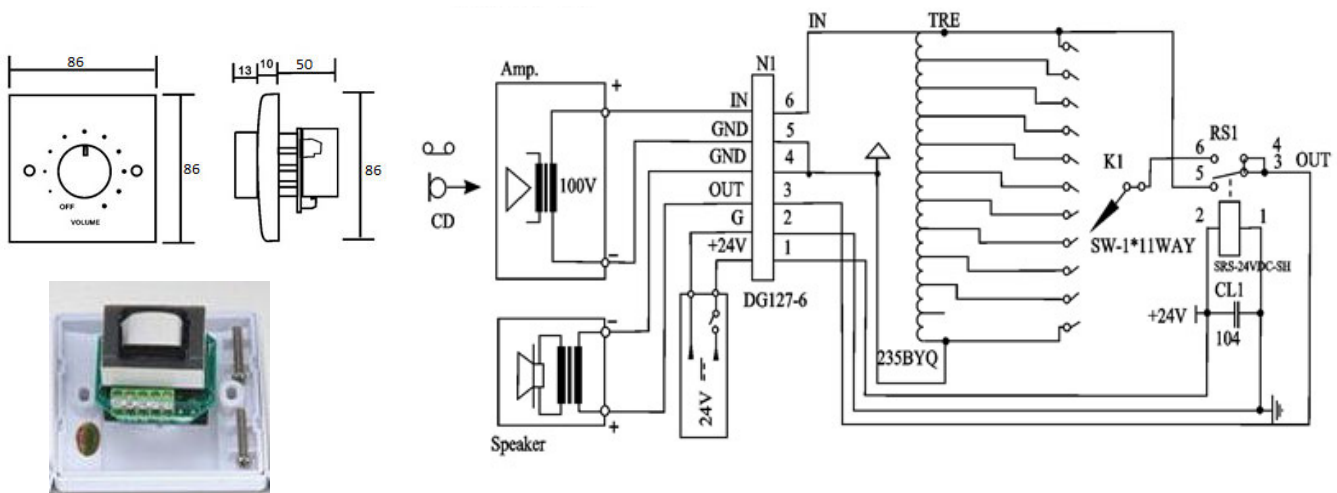 86
86
OFF
VOLUME
13
10
50
86
CD
Amp.
+
100V
-
-
Speaker
+
IN
GND
GND
OUT
G
+24V
24V
N1
6
5
4
3
2
1
DG127-6
IN
TRE
235BYQ
K1
SW-1*11WAY
RS1
6
5
4
3
OUT
2
1
SRS-24VDC-SH
CL1
+24V
104